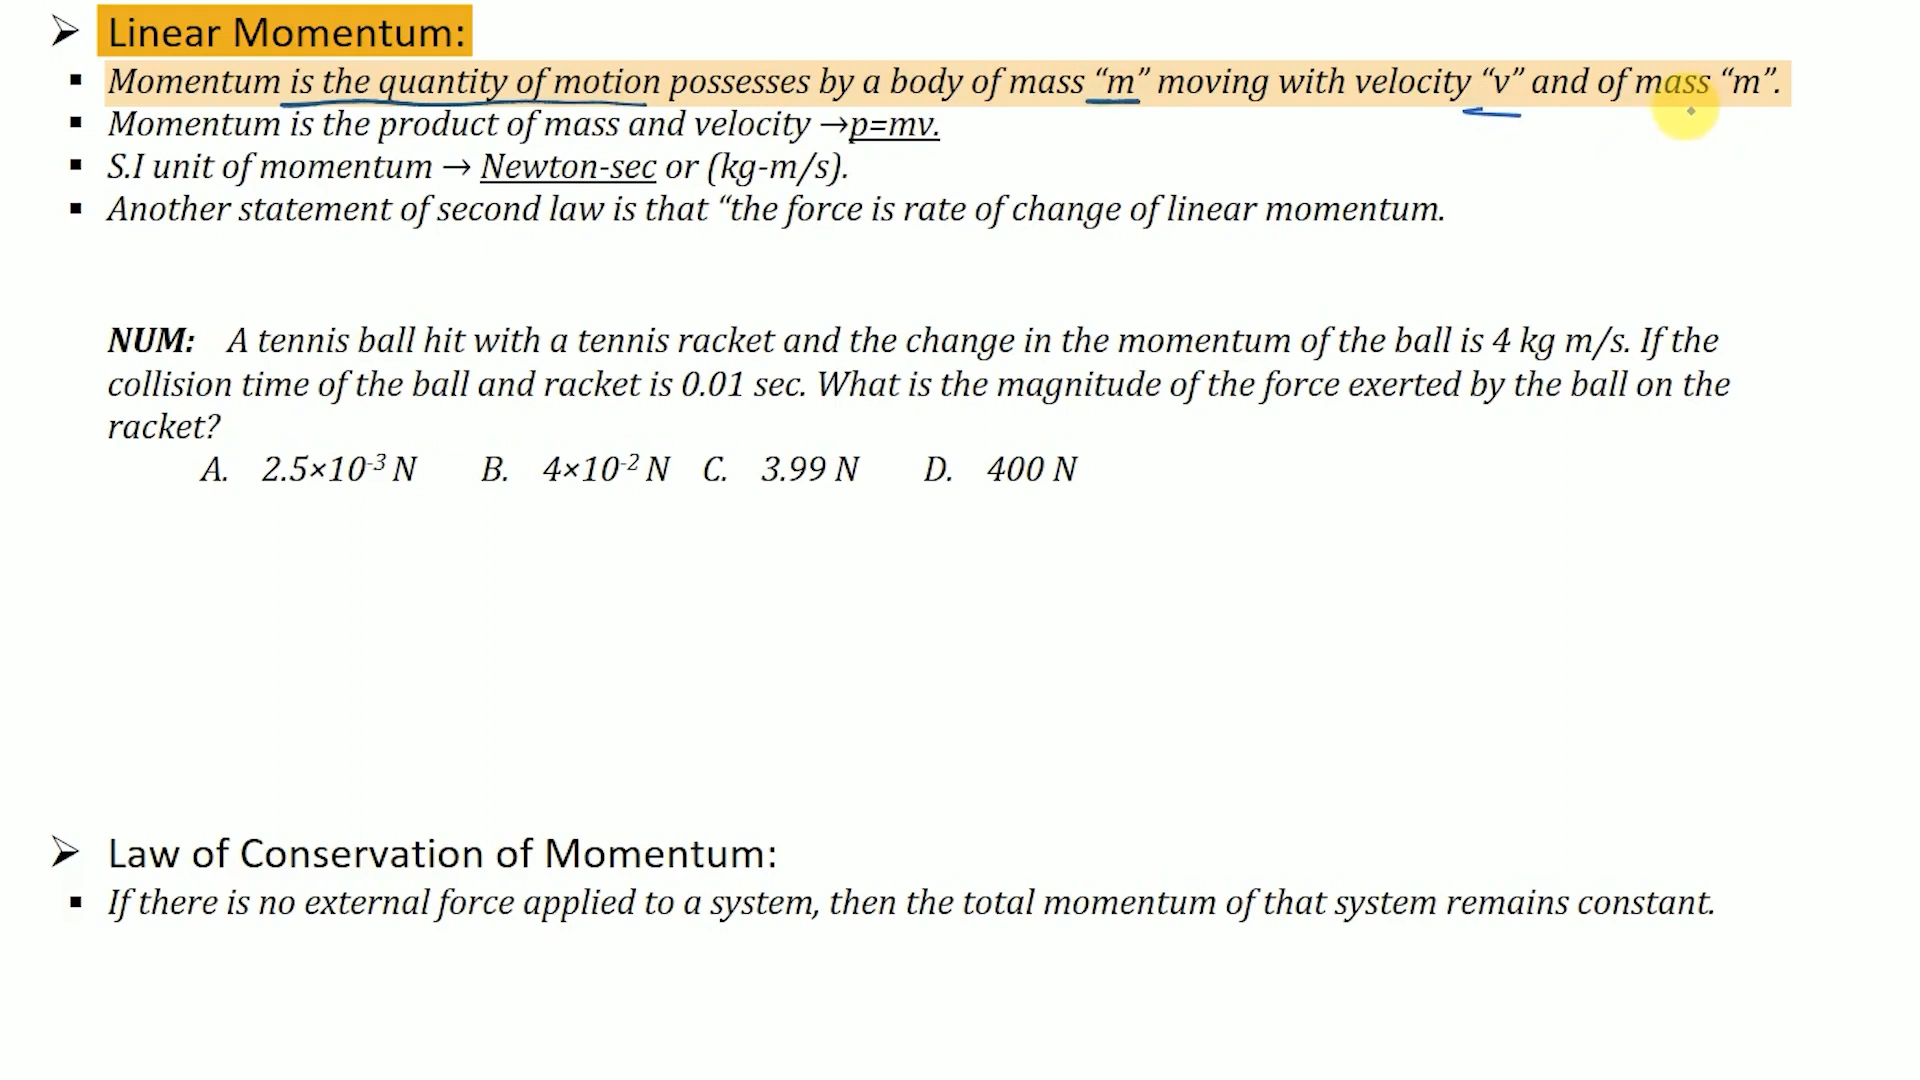 ➢ Linear Momentum:
▪ Momentum is the quantity of motion possesses by a body of mass “m” moving with velocity “v” and of mass “m”.
▪ Momentum is the product of mass and velocity →p=mv.
▪ S.I unit of momentum → Newton-sec or (kg-m/s).
▪ Another statement of second law is that “the force is rate of change of linear momentum.
NUM: A tennis ball hit with a tennis racket and the change in the momentum of the ball is 4 kg m/s. If the
collision time of the ball and racket is 0.01 sec. What is the magnitude of the force exerted by the ball on the
racket?
A. 2.5×10⁻³ N B. 4×10⁻² N C. 3.99 N D. 400 N
➢ Law of Conservation of Momentum:
▪ If there is no external force applied to a system, then the total momentum of that system remains constant.